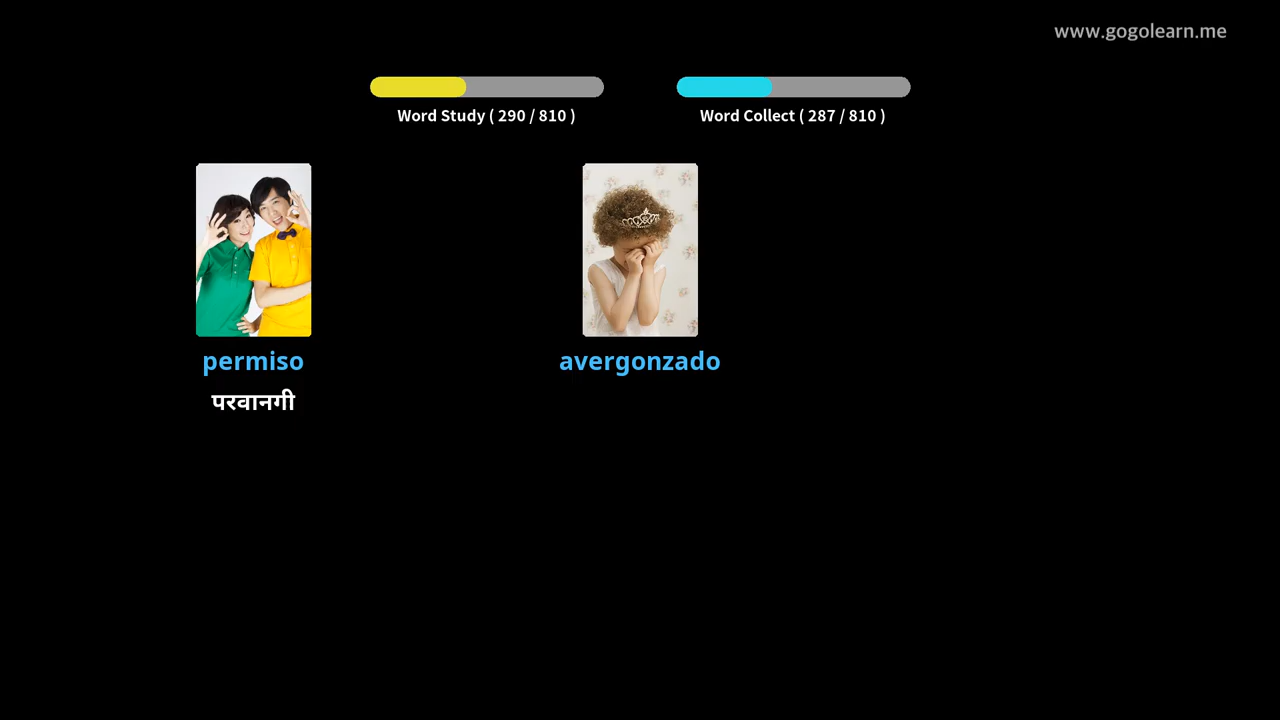 www.gogolearn.me
Word Study ( 290 / 810 )
Word Collect ( 287 / 810 )
permiso
avergonzado
परवानगी